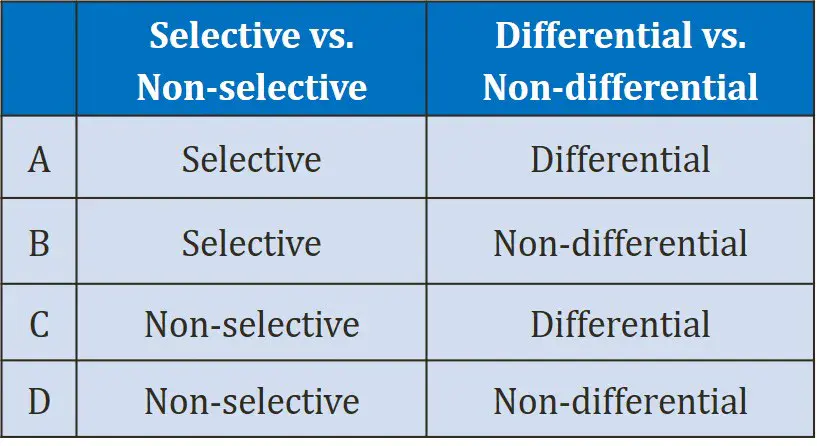 Selective vs. Differential vs.
Non-selective Non-differential
A Selective Differential
B Selective Non-differential
C Non-selective Differential
D Non-selective Non-differential